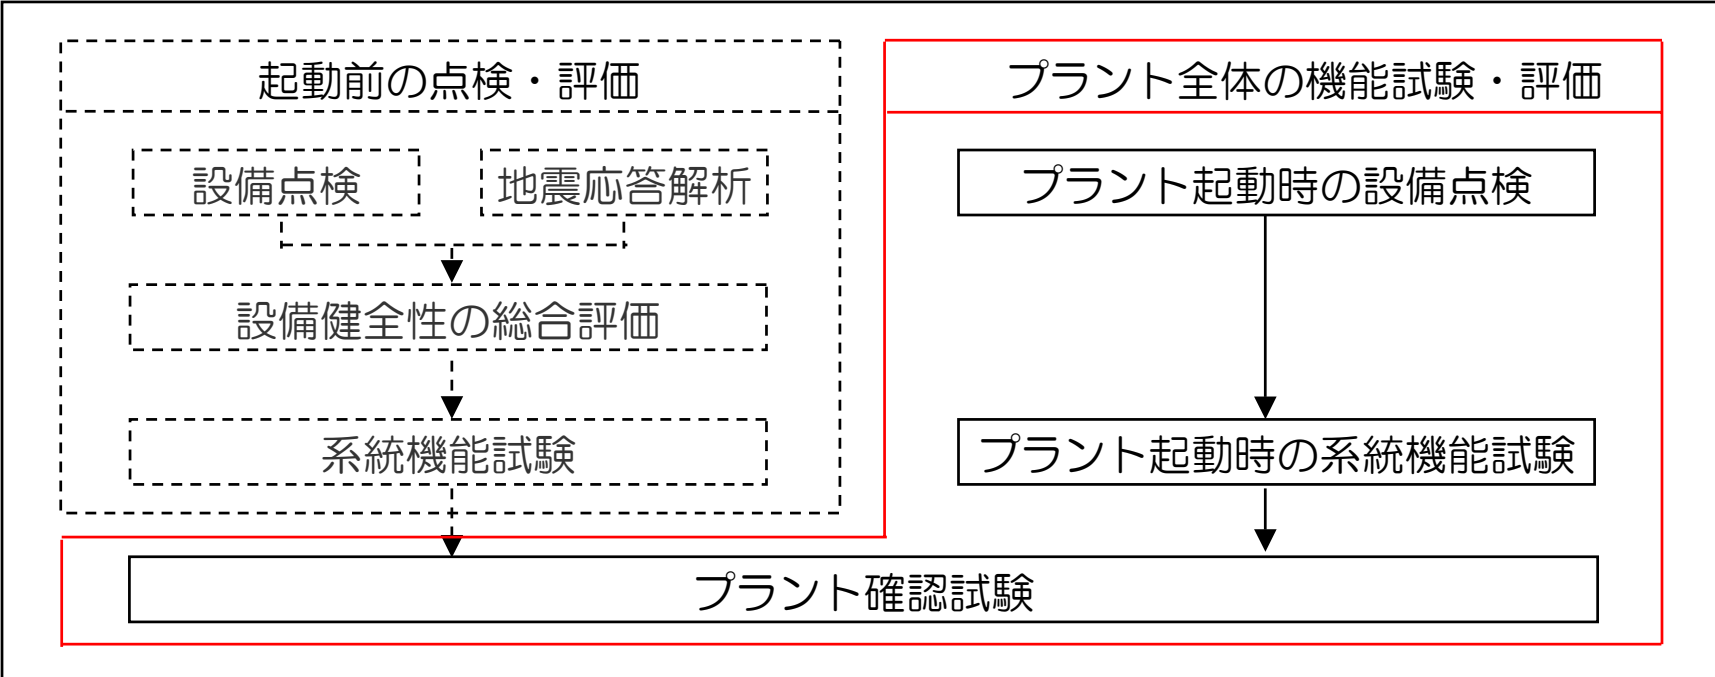 起動前の点検・評価
設備点検
地震応答解析
設備健全性の総合評価
系統機能試験
プラント全体の機能試験・評価
プラント起動時の設備点検
プラント起動時の系統機能試験
プラント確認試験